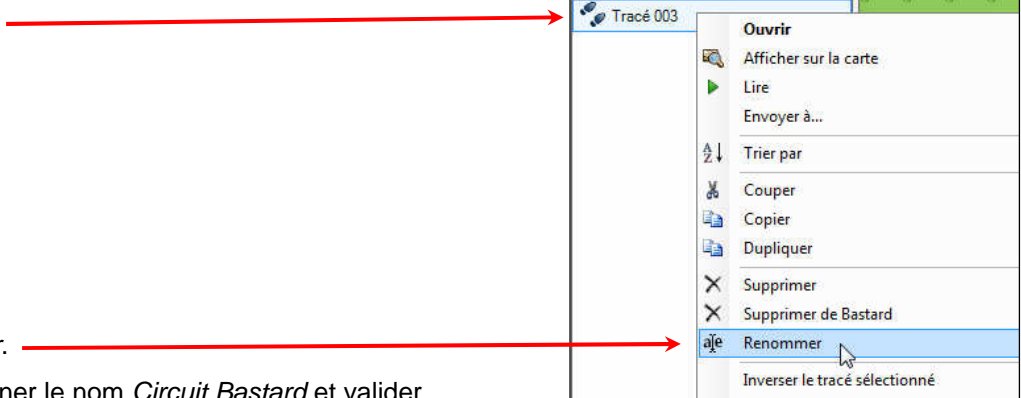 Tracé 003
Ouvrir
Afficher sur la carte
Lire
Envoyer à...
Trier par
Couper
Copier
Dupliquer
Supprimer
Supprimer de Bastard
Renommer
Inverser le tracé sélectionné
le nom Circuit Bastard et valider